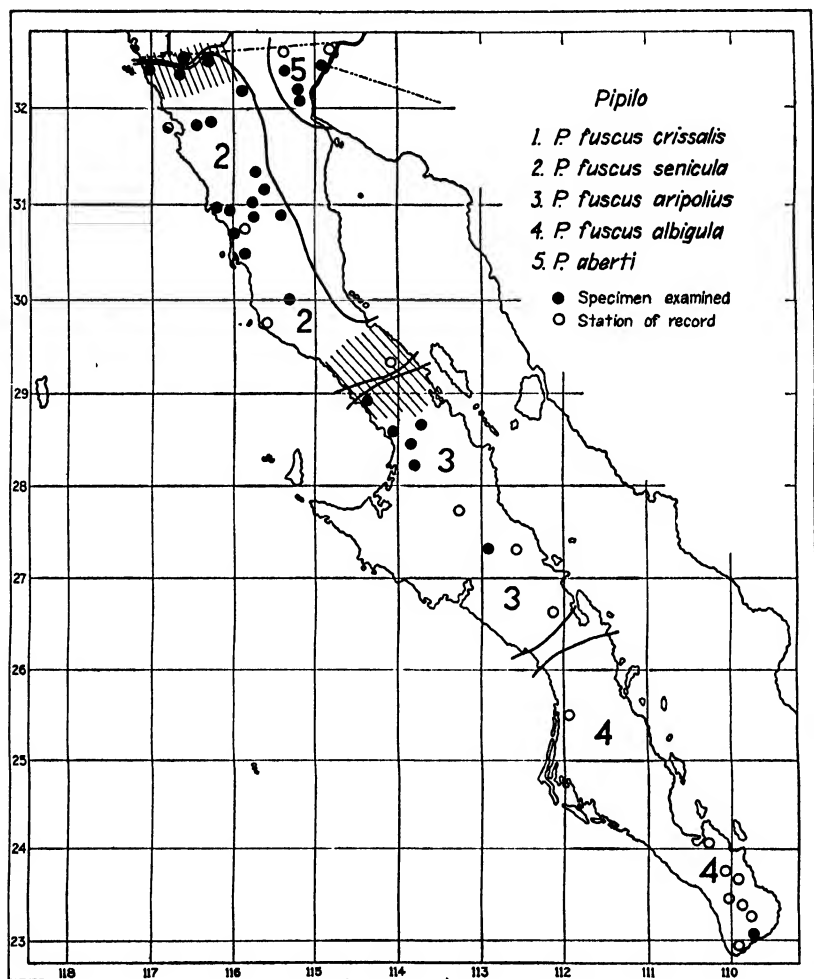 1
5
Pipilo
1. P. fuscus crissalis
2. P. fuscus senicula
3. P. fuscus aripolius
4. P. fuscus albigula
5. P. aberti
Specimen examined
Station of record
32
2
31
30
2
29
3
28
27
3
26
4
25
24
4
23
118 117 116 115 114 113 112 111 110